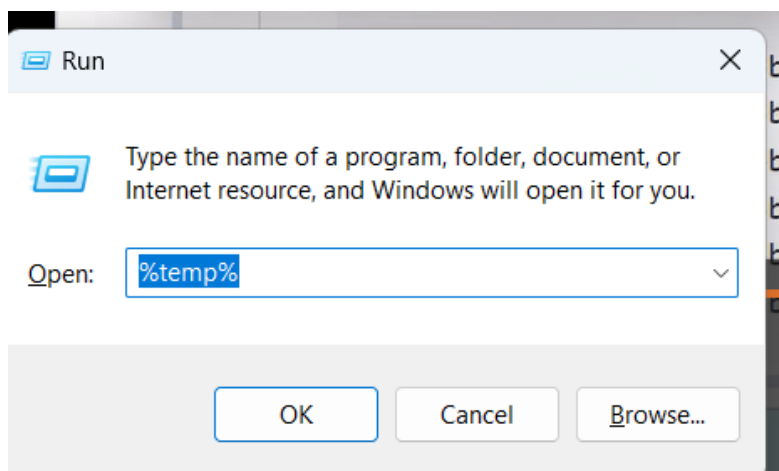 Run
Type the name of a program, folder, document, or
Internet resource, and Windows will open it for you.
Open:
%temp%
OK
Cancel
Browse...